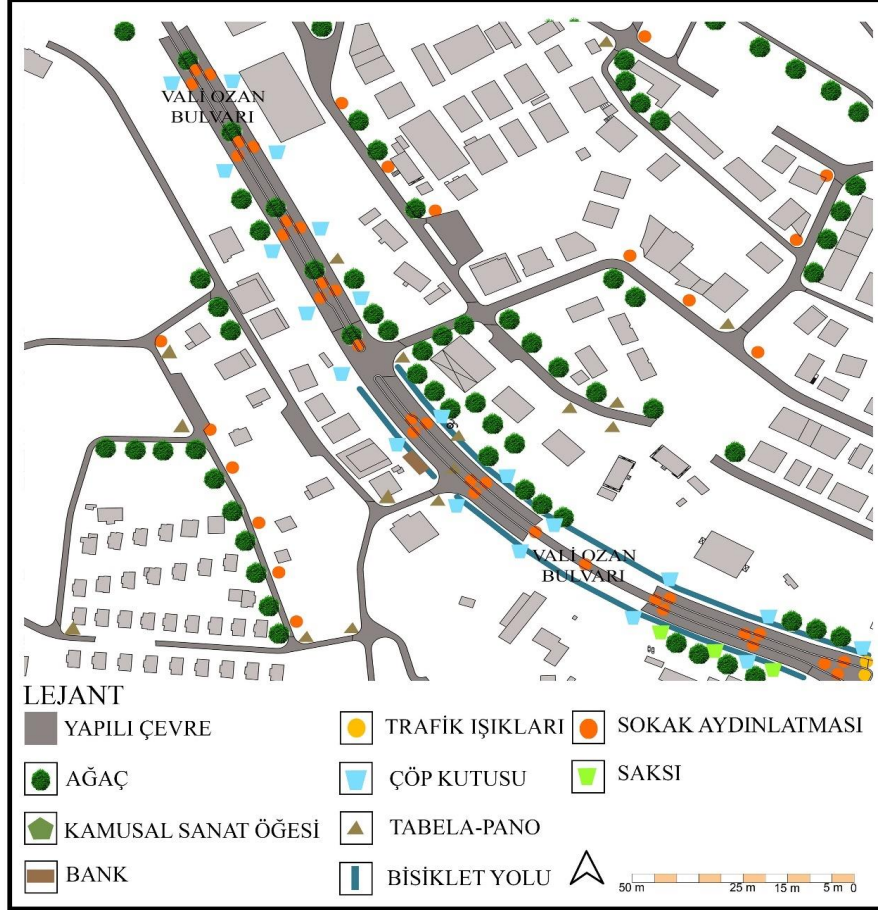 VALİ OZAN
BULVARI
VALİ OZAN
BULVARI
LEJANT
YAPILI ÇEVRE
TRAFİK IŞIKLARI
SOKAK AYDINLATMASI
AĞAÇ
ÇÖP KUTUSU
SAKSI
KAMUSAL SANAT ÖĞESİ
TABELA-PANO
BANK
BİSİKLET YOLU
50 m 25 m 15 m 5 m 0